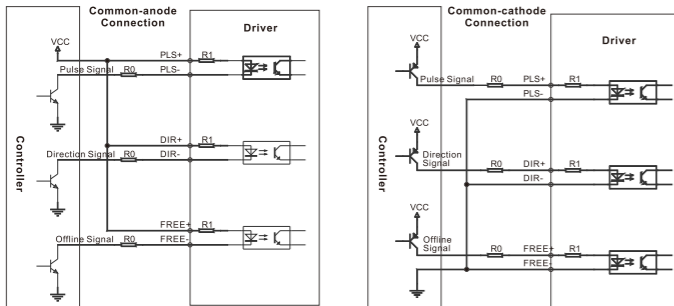 Common-anode
Connection
Driver
VCC
PLS+
R1
Pulse Signal
R0
PLS-
DIR+
R1
Direction Signal
R0
DIR-
FREE+
R1
Offline Signal
R0
FREE-
Controller
Common-cathode
Connection
Driver
VCC
Pulse Signal
R0
PLS+
R1
PLS-
VCC
Direction
Signal
R0
DIR+
R1
DIR-
VCC
Offline
Signal
R0
FREE+
R1
FREE-
Controller